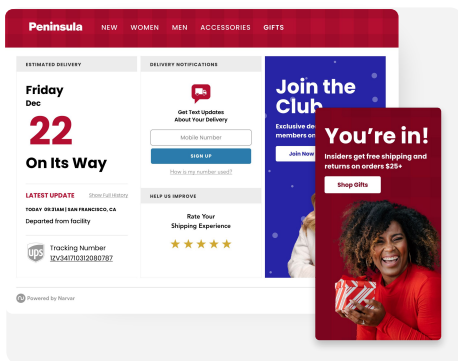 Peninsula
NEW WOMEN MEN ACCESSORIES GIFTS
ESTIMATED DELIVERY
Friday
Dec
22
On Its Way
LATEST UPDATE Show Full History
TODAY 09:31AM | SAN FRANCISCO, CA
Departed from facility
ups
Tracking Number
1ZV341710312080787
DELIVERY NOTIFICATIONS
Get Text Updates
About Your Delivery
Mobile Number
SIGN UP
How is my number used?
HELP US IMPROVE
Rate Your
Shipping Experience
Join the
Club
Exclusive
members on
Join Now
You're in!
Insiders get free shipping and
returns on orders $25+
Shop Gifts
Powered by Narvar